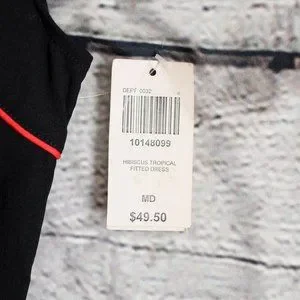 DEPT 0032
10148099
HIBISCUS TROPICAL
FITTED DRESS
MD
$49.50